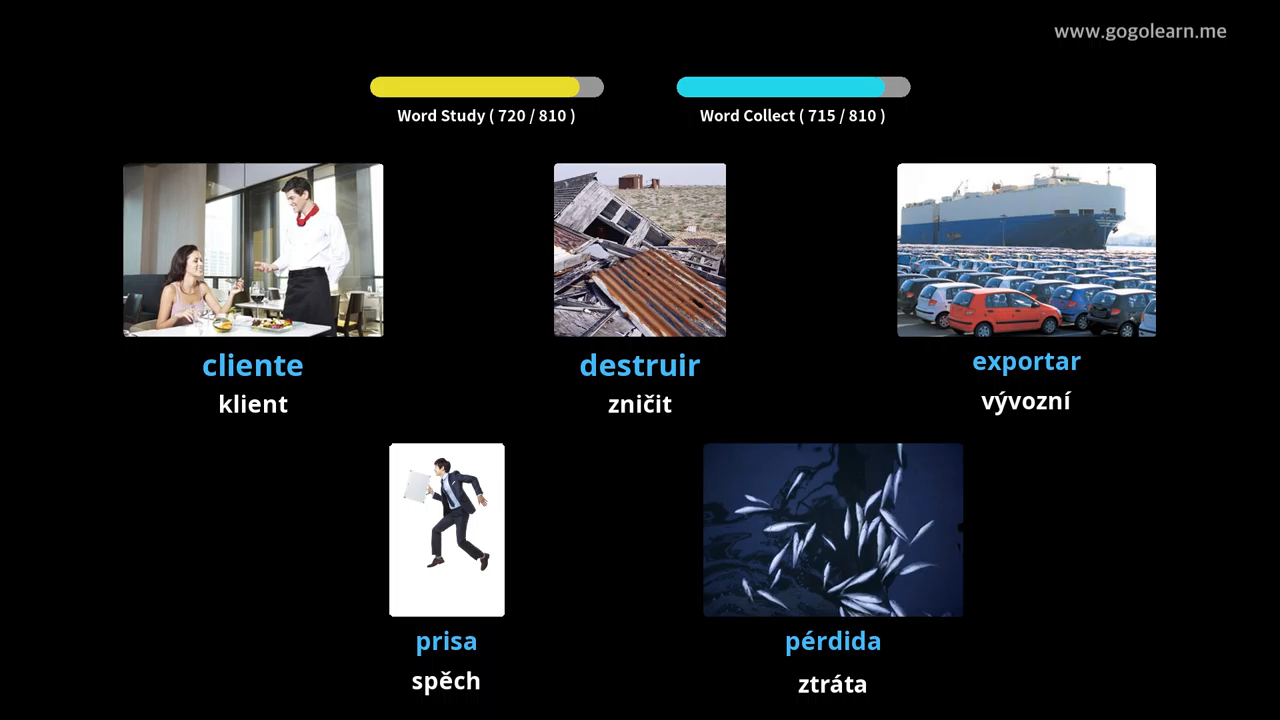 www.gogolearn.me
Word Study ( 720 / 810 )
Word Collect ( 715 / 810 )
cliente
klient
destruir
zničit
exportar
vývozní
prisa
spěch
pérdida
ztráta